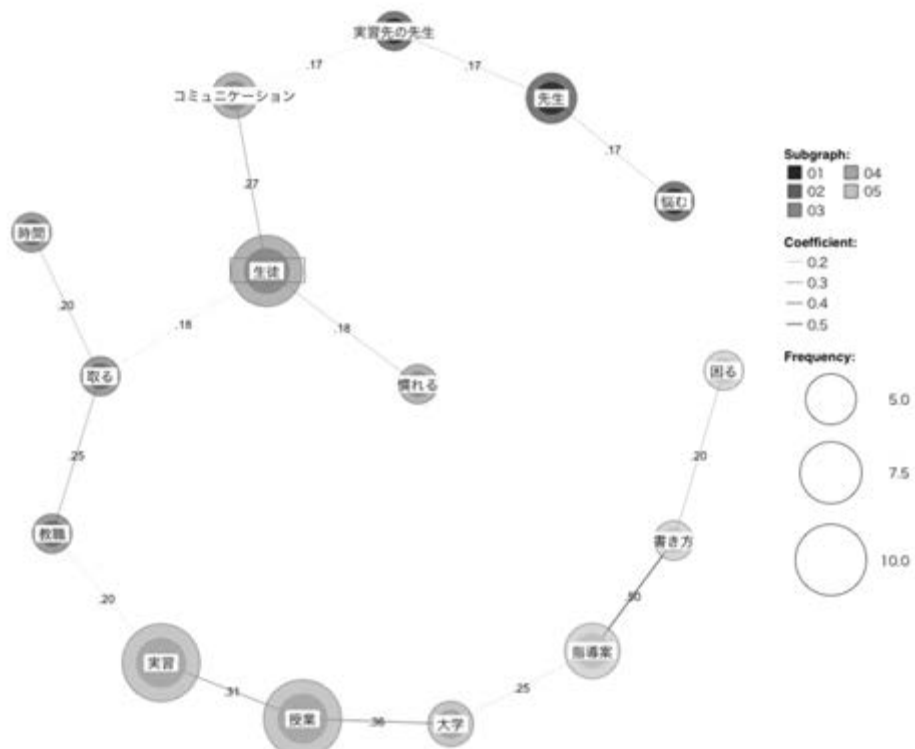 実習先の先生
.17
.17
コミュニケーション
先生
.17
.27
悩む
時間
生徒
.20
.18
.18
取る
慣れる
困る
.25
.20
教職
書き方
.20
.50
指導案
実習
.31
.25
授業
.36
大学
Subgraph:
01 04
02 05
03
Coefficient:
0.2
0.3
0.4
0.5
Frequency:
5.0
7.5
10.0